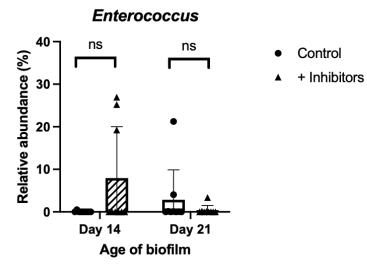 Enterococcus
Relative abundance (%)
40
30
20
10
0
ns
ns
Day 14
Day 21
Age of biofilm
Control
+ Inhibitors